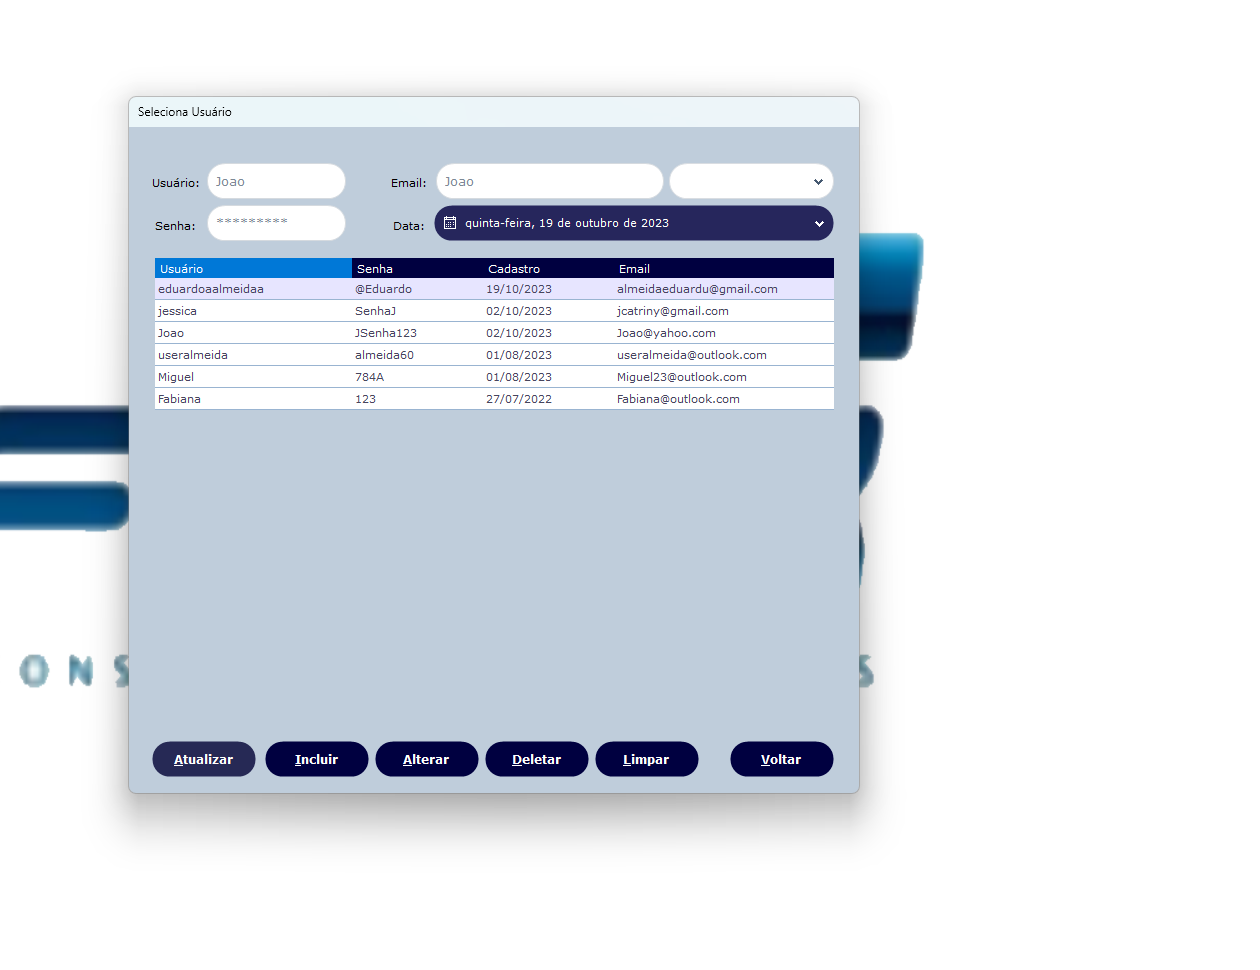 Seleciona Usuário
Usuário: Joao Email: Joao
Senha: ********* Data: quinta-feira, 19 de outubro de 2023
Usuário Senha Cadastro Email
eduardoaalmeidaa @Eduardo 19/10/2023 almeidaeduardu@gmail.com
jessica SenhaJ 02/10/2023 jcatriny@gmail.com
Joao JSenha123 02/10/2023 Joao@yahoo.com
useralmeida almeida60 01/08/2023 useralmeida@outlook.com
Miguel 784A 01/08/2023 Miguel23@outlook.com
Fabiana 123 27/07/2022 Fabiana@outlook.com
O N S S
Atualizar Incluir Alterar Deletar Limpar Voltar